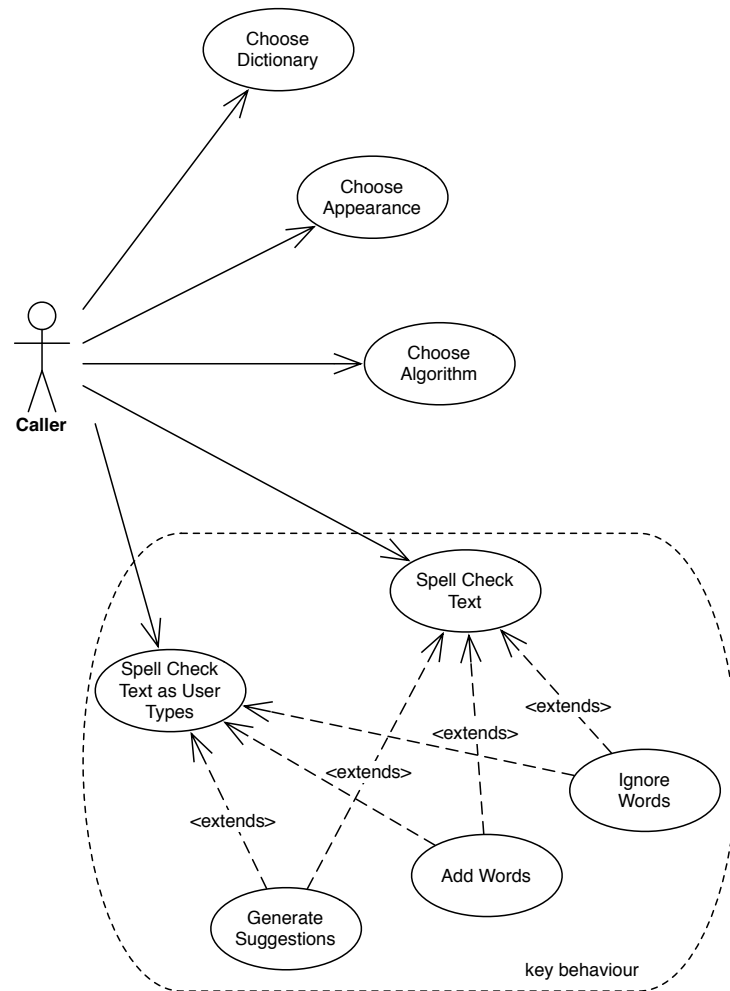 Choose
Dictionary
Choose
Appearance
Choose
Algorithm
Caller
Spell Check
Text
Spell Check
Text as User
Types
<extends>
<extends>
<extends>
<extends>
Ignore
Words
Add Words
Generate
Suggestions
key behaviour